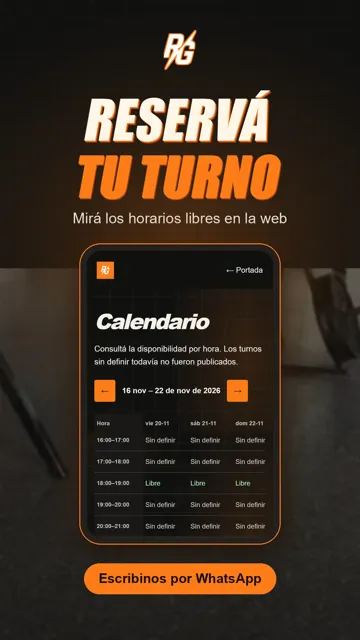 RG
RESERVÁ
TU TURNO
Mirá los horarios libres en la web
RG
← Portada
Calendario
Consultá la disponibilidad por hora. Los turnos
sin definir todavía no fueron publicados.
← 16 nov – 22 de nov de 2026 →
Hora vie 20-11 sáb 21-11 dom 22-11
16:00–17:00 Sin definir Sin definir Sin definir
17:00–18:00 Sin definir Sin definir Sin definir
18:00–19:00 Libre Libre Libre
19:00–20:00 Sin definir Sin definir Sin definir
20:00–21:00 Sin definir Sin definir Sin definir
Escribinos por WhatsApp